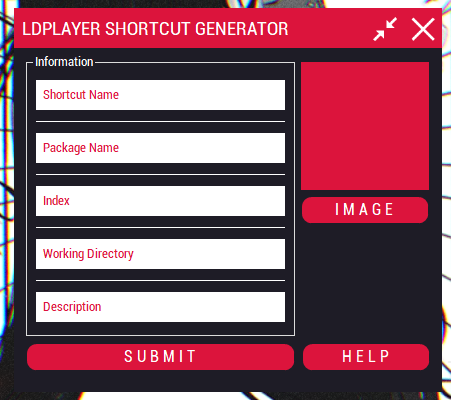 LDPLAYER SHORTCUT GENERATOR
Information
Shortcut Name
Package Name
Index
Working Directory
Description
IMAGE
SUBMIT
HELP